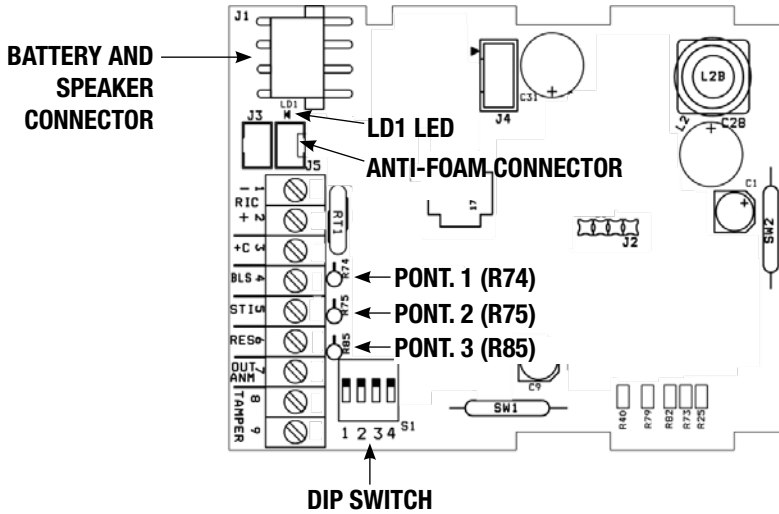 J1
BATTERY AND
SPEAKER
CONNECTOR
LD1
LD1 LED
J3
J5
ANTI-FOAM CONNECTOR
J4
C31
L2B
L2
C28
C1
SW2
J2
17
- 1
RIC
+ 2
+C 3
BLS 4
STI 5
RES 6
OUT 7
ANM
TAMPER
8
9
RT1
R74
R75
R85
PONT. 1 (R74)
PONT. 2 (R75)
PONT. 3 (R85)
C9
SW1
S1
1 2 3 4
R40
R79
R82
R73
R25
DIP SWITCH